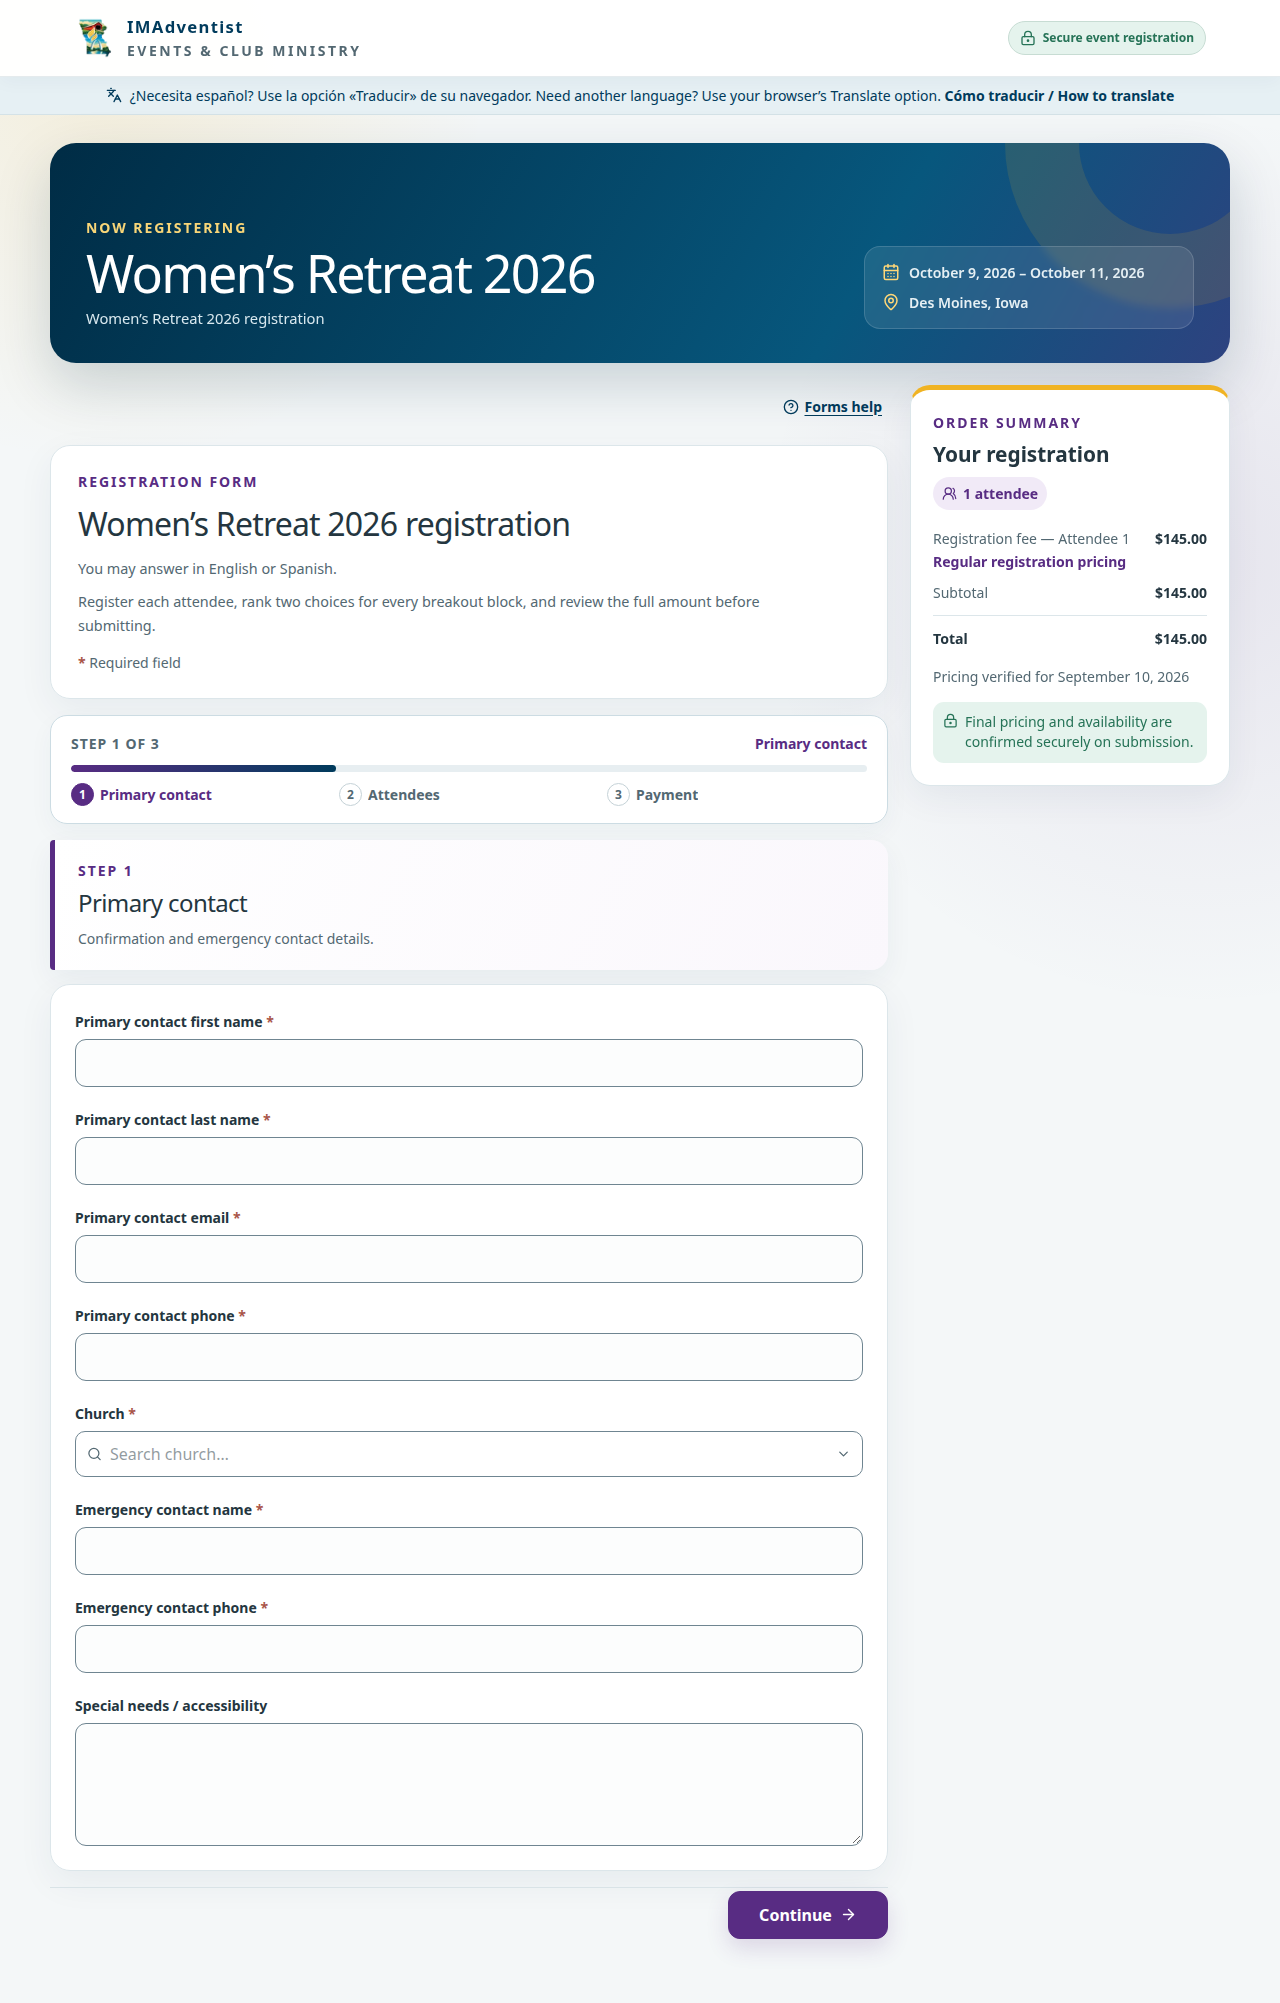 IMAdventist
EVENTS & CLUB MINISTRY
Secure event registration
¿Necesita español? Use la opción «Traducir» de su navegador. Need another language? Use your browser’s Translate option. Cómo traducir / How to translate
NOW REGISTERING
Women’s Retreat 2026
Women’s Retreat 2026 registration
October 9, 2026 – October 11, 2026
Des Moines, Iowa
Forms help
REGISTRATION FORM
Women’s Retreat 2026 registration
You may answer in English or Spanish.
Register each attendee, rank two choices for every breakout block, and review the full amount before
submitting.
* Required field
STEP 1 OF 3
Primary contact
1 Primary contact
2 Attendees
3 Payment
STEP 1
Primary contact
Confirmation and emergency contact details.
Primary contact first name *
Primary contact last name *
Primary contact email *
Primary contact phone *
Church *
Search church...
Emergency contact name *
Emergency contact phone *
Special needs / accessibility
Continue
ORDER SUMMARY
Your registration
1 attendee
Registration fee — Attendee 1 $145.00
Regular registration pricing
Subtotal $145.00
Total $145.00
Pricing verified for September 10, 2026
Final pricing and availability are
confirmed securely on submission.